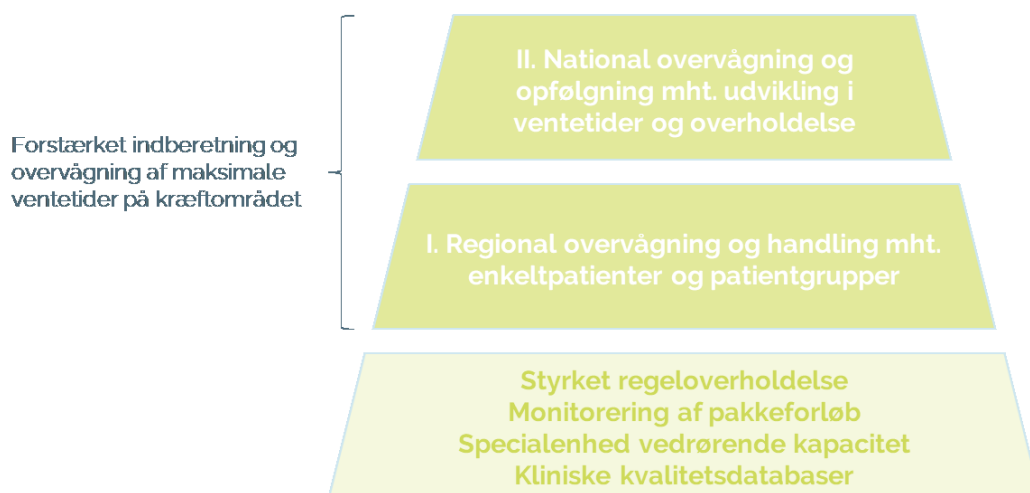 Forstærket indberetning og
overvågning af maksimale
ventetider på kræftområdet
II. National overvågning og
opfølgning mht. udvikling i
ventetider og overholdelse
I. Regional overvågning og handling mht.
enkeltpatienter og patientgrupper
Styrket regeloverholdelse
Monitorering af pakkeforløb
Specialenhed vedrørende kapacitet
Kliniske kvalitetsdatabaser